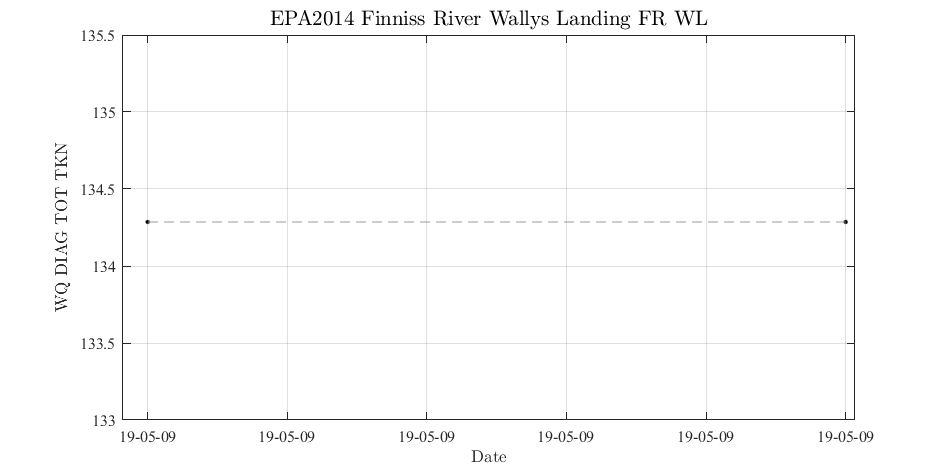 EPA2014 Finniss River Wallys Landing FR WL
135.5
135
134.5
134
133.5
133
WQ DIAG TOT TKN
19-05-09 19-05-09 19-05-09 19-05-09 19-05-09 19-05-09
Date